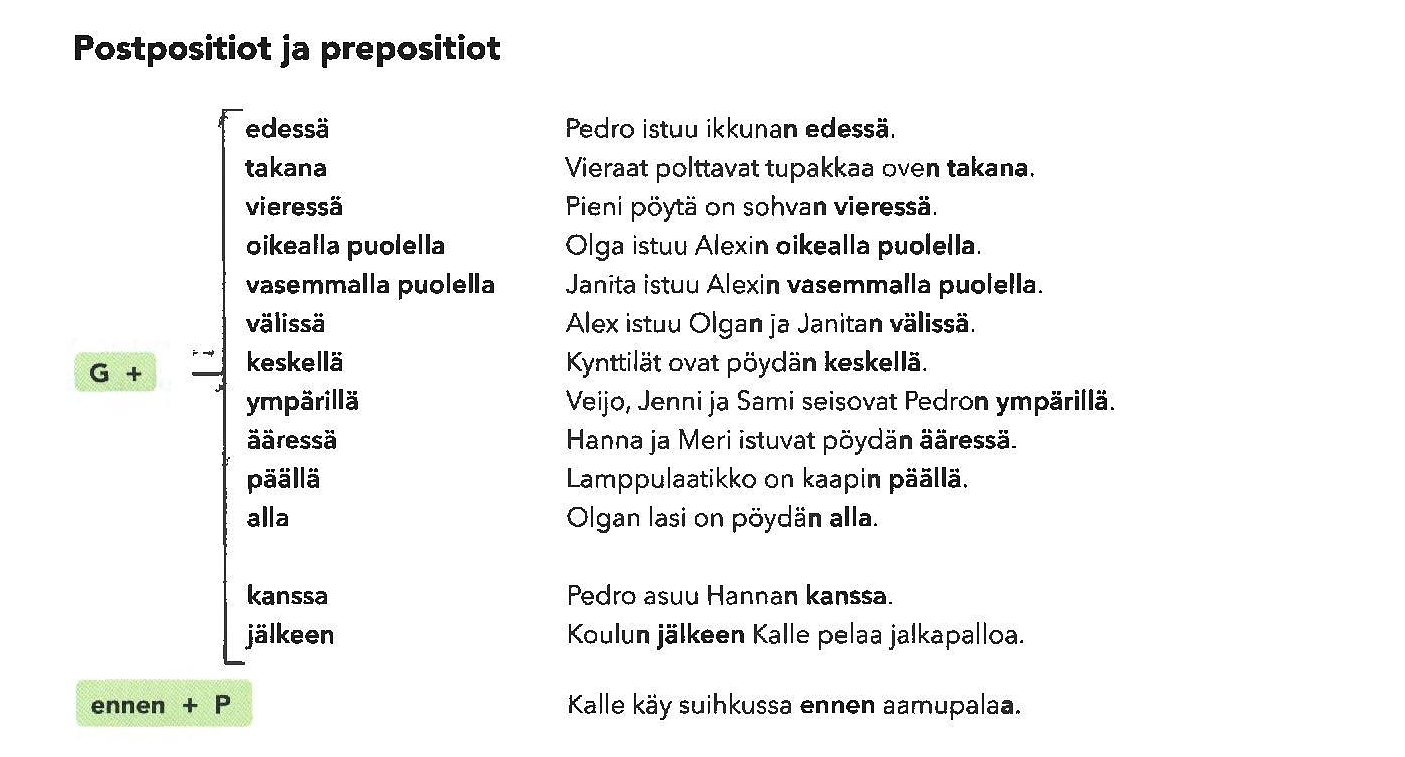 Postpositiot ja prepositiot
edessä Pedro istuu ikkunan edessä.
takana Vieraat polttavat tupakkaa oven takana.
vieressä Pieni pöytä on sohvan vieressä.
oikealla puolella Olga istuu Alexin oikealla puolella.
vasemmalla puolella Janita istuu Alexin vasemmalla puolella.
välissä Alex istuu Olgan ja Janitan välissä.
G + keskellä Kynttilät ovat pöydän keskellä.
ympärillä Veijo, Jenni ja Sami seisovat Pedron ympärillä.
ääressä Hanna ja Meri istuvat pöydän ääressä.
päällä Lamppulaatikko on kaapin päällä.
alla Olgan lasi on pöydän alla.
kanssa Pedro asuu Hannan kanssa.
jälkeen Koulun jälkeen Kalle pelaa jalkapalloa.
ennen + P Kalle käy suihkussa ennen aamupalaa.